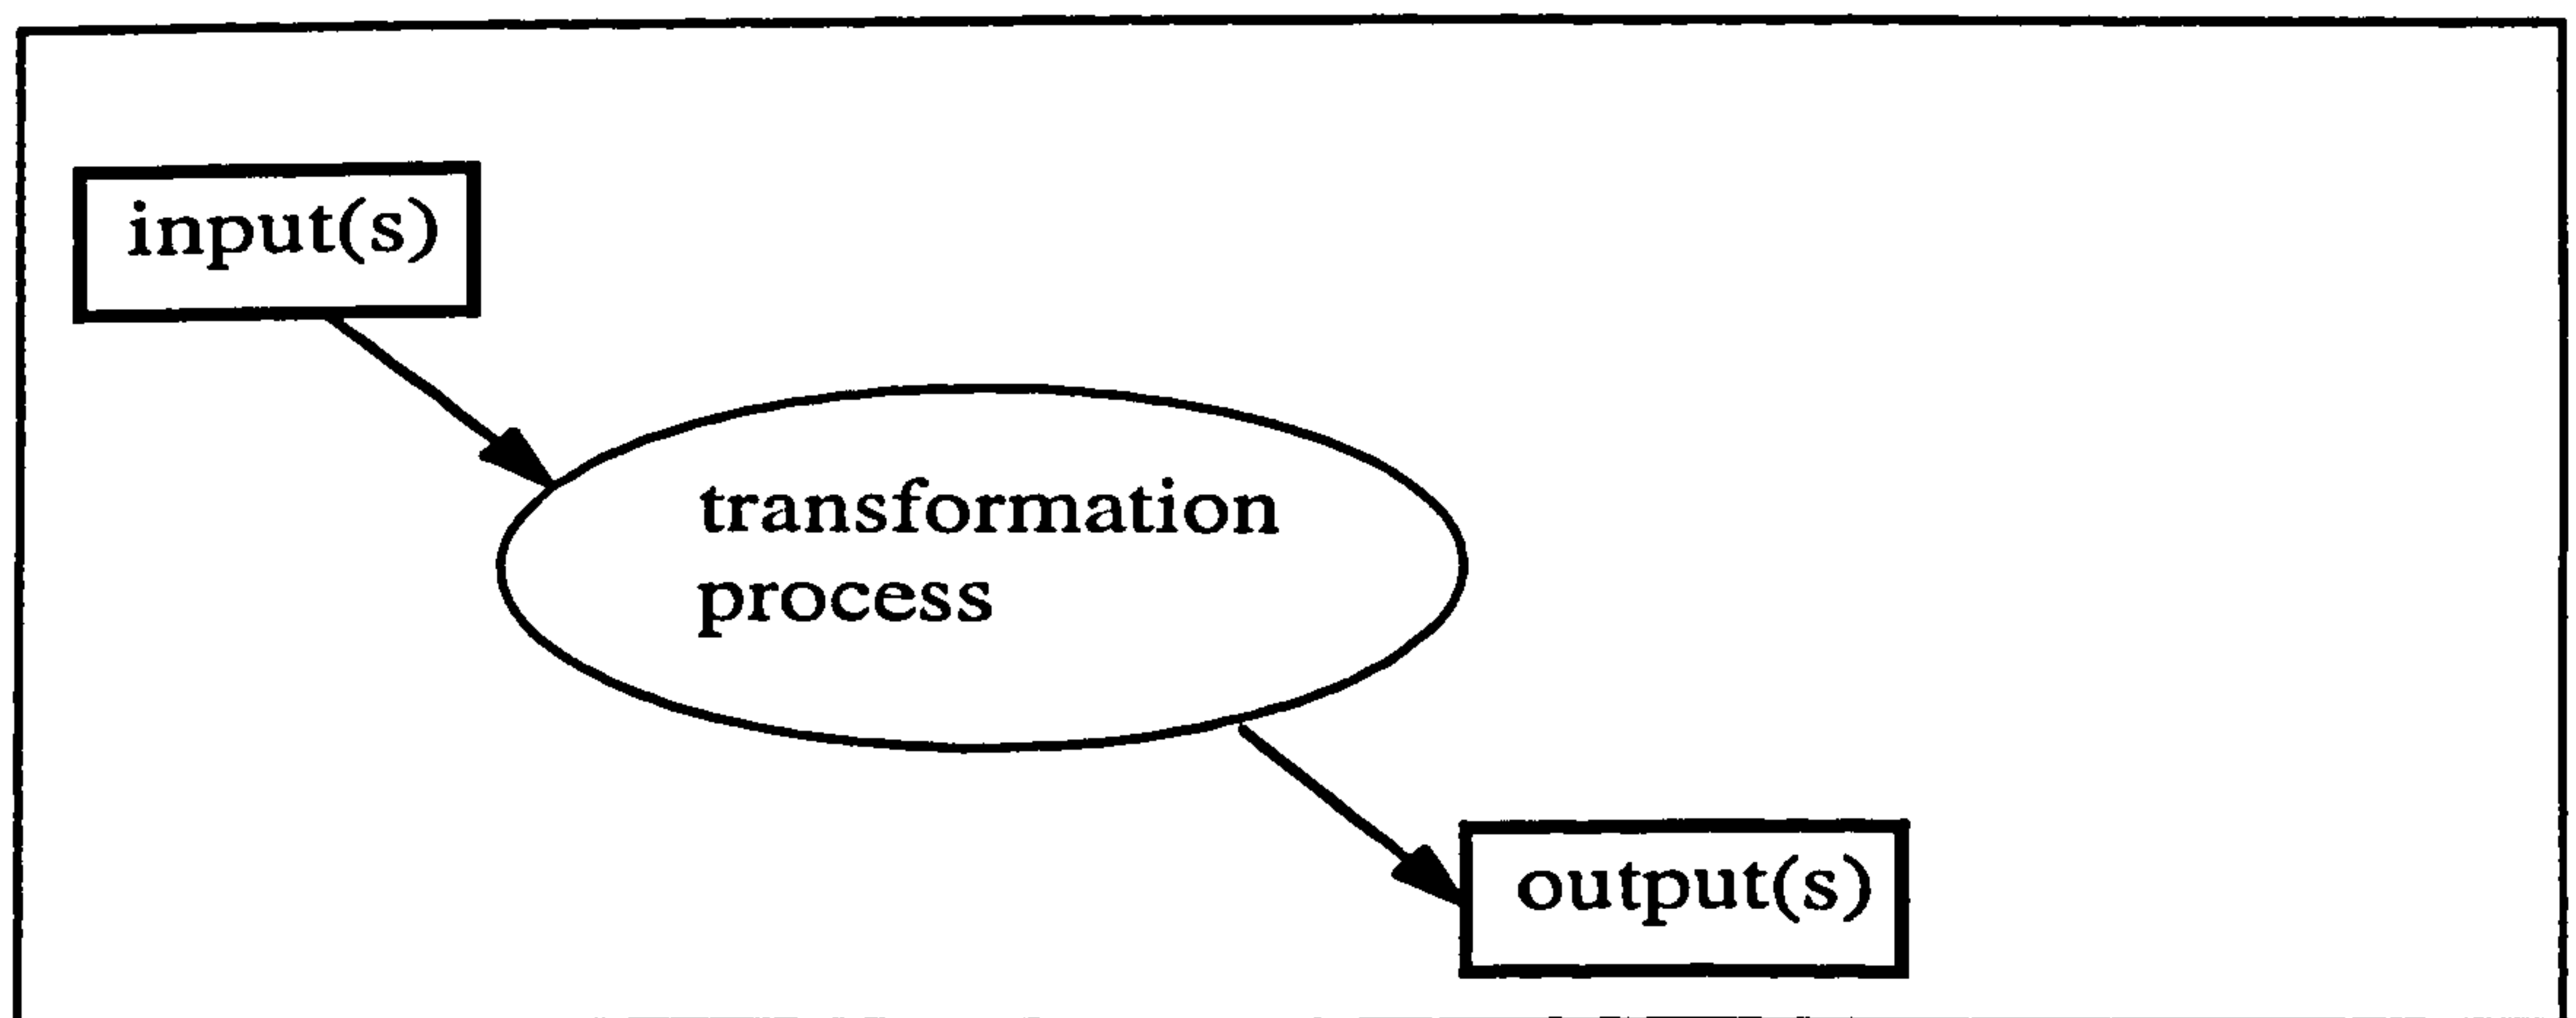 input(s)
transformation
process
output(s)